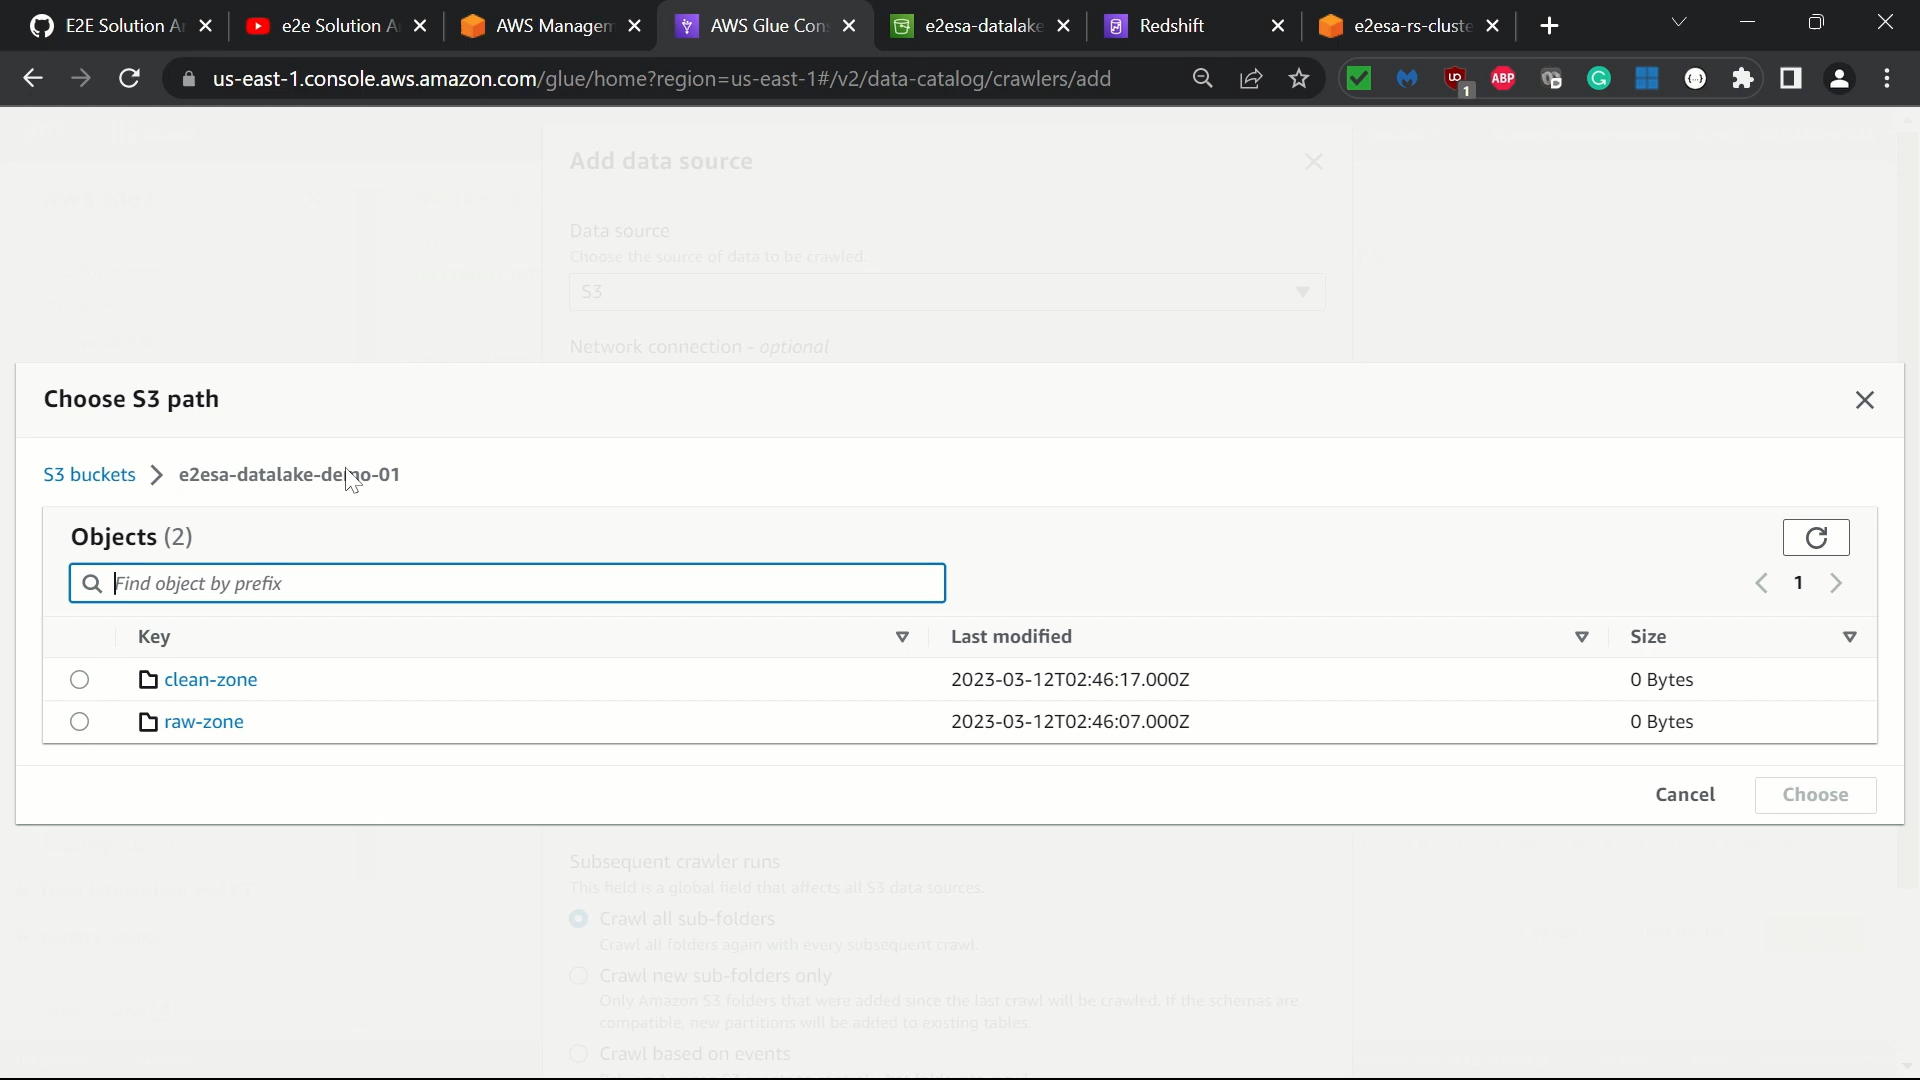 E2E Solution A
e2e Solution A
AWS Managem
AWS Glue Con
e2esa-datalake
Redshift
e2esa-rs-cluste
us-east-1.console.aws.amazon.com/glue/home?region=us-east-1#/v2/data-catalog/crawlers/add
1
ABP
Add data source
Data source
Choose the source of data to be crawled.
S3
Network connection - optional
Choose S3 path
S3 buckets
e2esa-datalake-demo-01
Objects (2)
Find object by prefix
1
Key
Last modified
Size
clean-zone
2023-03-12T02:46:17.000Z
0 Bytes
raw-zone
2023-03-12T02:46:07.000Z
0 Bytes
Cancel
Choose
Subsequent crawler runs
This field is a global field that affects all S3 data sources.
Crawl all sub-folders
Crawl all folders again with every subsequent crawl.
Crawl new sub-folders only
Only Amazon S3 folders that were added since the last crawl will be crawled. If the schemas are
compatible, new partitions will be added to existing tables.
Crawl based on events